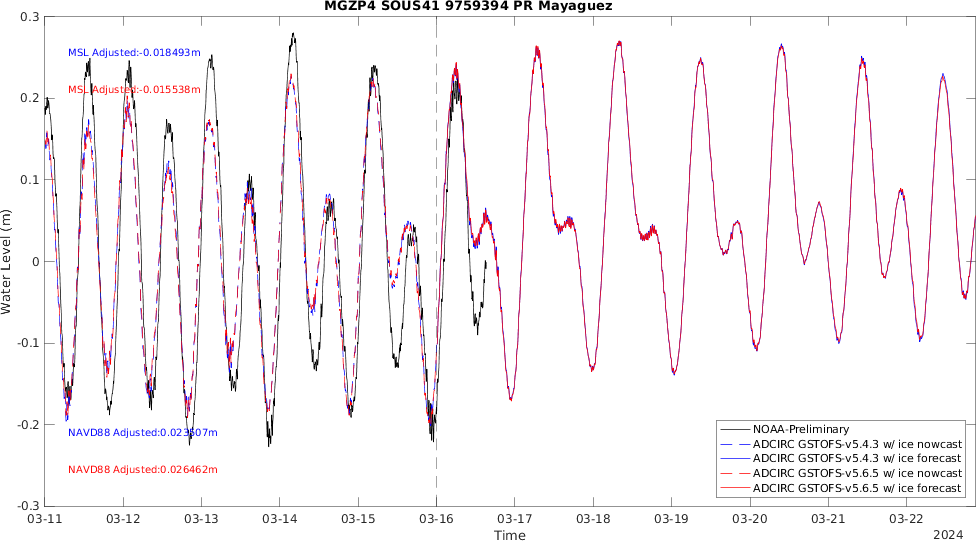 MGZP4 SOUS41 9759394 PR Mayaguez
0.3
MSL Adjusted:-0.018493m
MSL Adjusted:-0.015538m
0.2
0.1
0
-0.1
-0.2
-0.3
Water Level (m)
NAVD88 Adjusted:0.023507m
NAVD88 Adjusted:0.026462m
NOAA-Preliminary
ADCIRC GSTOFS-v5.4.3 w/ ice nowcast
ADCIRC GSTOFS-v5.4.3 w/ ice forecast
ADCIRC GSTOFS-v5.6.5 w/ ice nowcast
ADCIRC GSTOFS-v5.6.5 w/ ice forecast
03-11 03-12 03-13 03-14 03-15 03-16 03-17 03-18 03-19 03-20 03-21 03-22
Time
2024